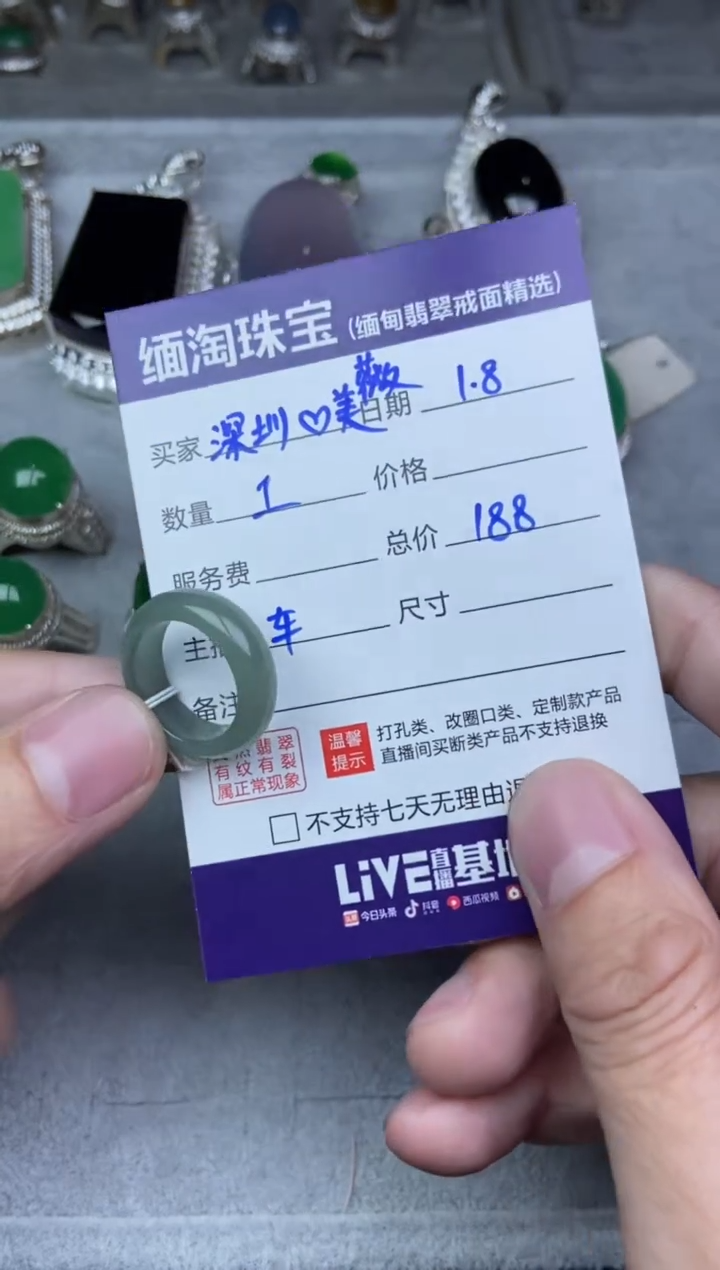 缅淘珠宝 (缅甸翡翠戒面精选)
买家 深圳♡美薇 日期 1.8
数量 1 价格
服务费 总价 188
主播 车 尺寸
备注
天然翡翠
有纹有裂
属正常现象
温馨
提示
打孔类、改圈口类、定制款产品
直播间买断类产品不支持退换
不支持七天无理由退
LiVE直播基地
今日头条 抖音 西瓜视频